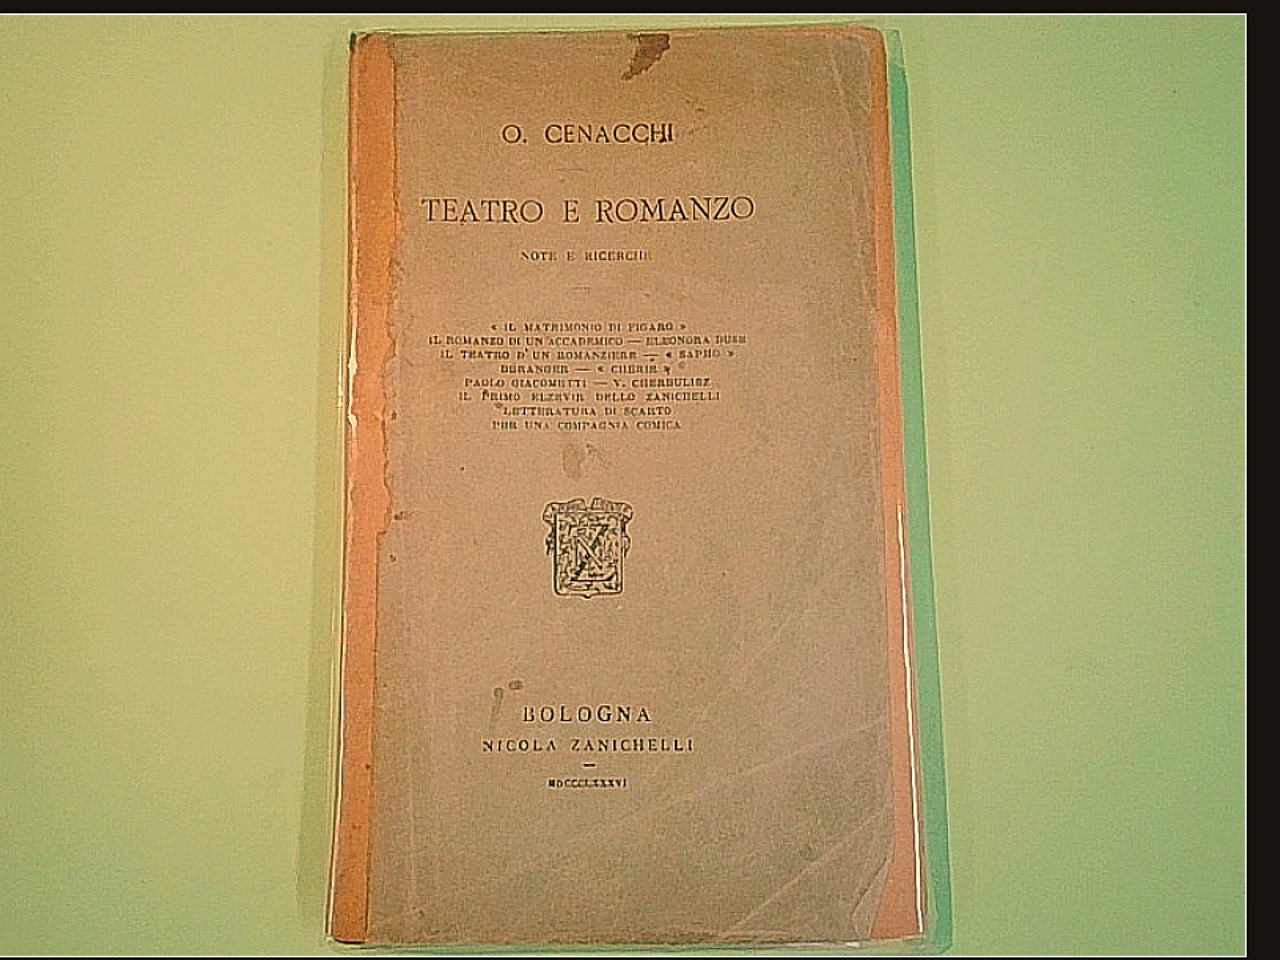 O. CENACCHI
TEATRO E ROMANZO
NOTE E RICERCHE
« IL MATRIMONIO DI FIGARO »
IL ROMANZO DI UN ACCADEMICO — ELEONORA DUSE
IL TEATRO D'UN ROMANZIERE — « SAPHO »
BÉRANGER — « CHÉRIE »
PAOLO GIACOMETTI — V. CHERBULIEZ
IL PRIMO ELZEVIR DELLO ZANICHELLI
LETTERATURA DI SCARTO
PER UNA COMPAGNIA COMICA
BOLOGNA
NICOLA ZANICHELLI
MDCCCLXXXVI